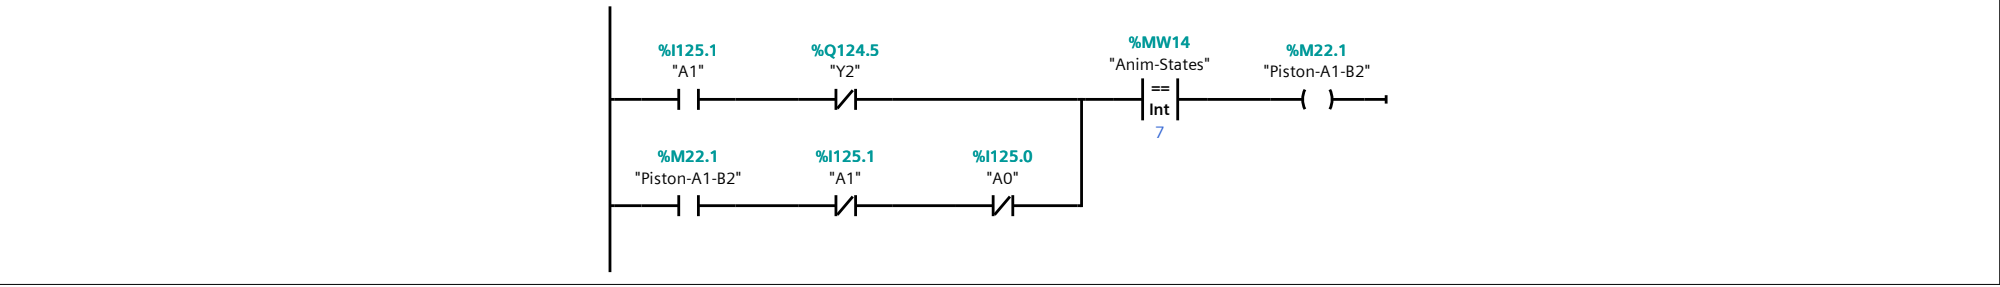 %I125.1
"A1"
%Q124.5
"Y2"
%MW14
"Anim-States"
==
Int
7
%M22.1
"Piston-A1-B2"
%M22.1
"Piston-A1-B2"
%I125.1
"A1"
%I125.0
"A0"